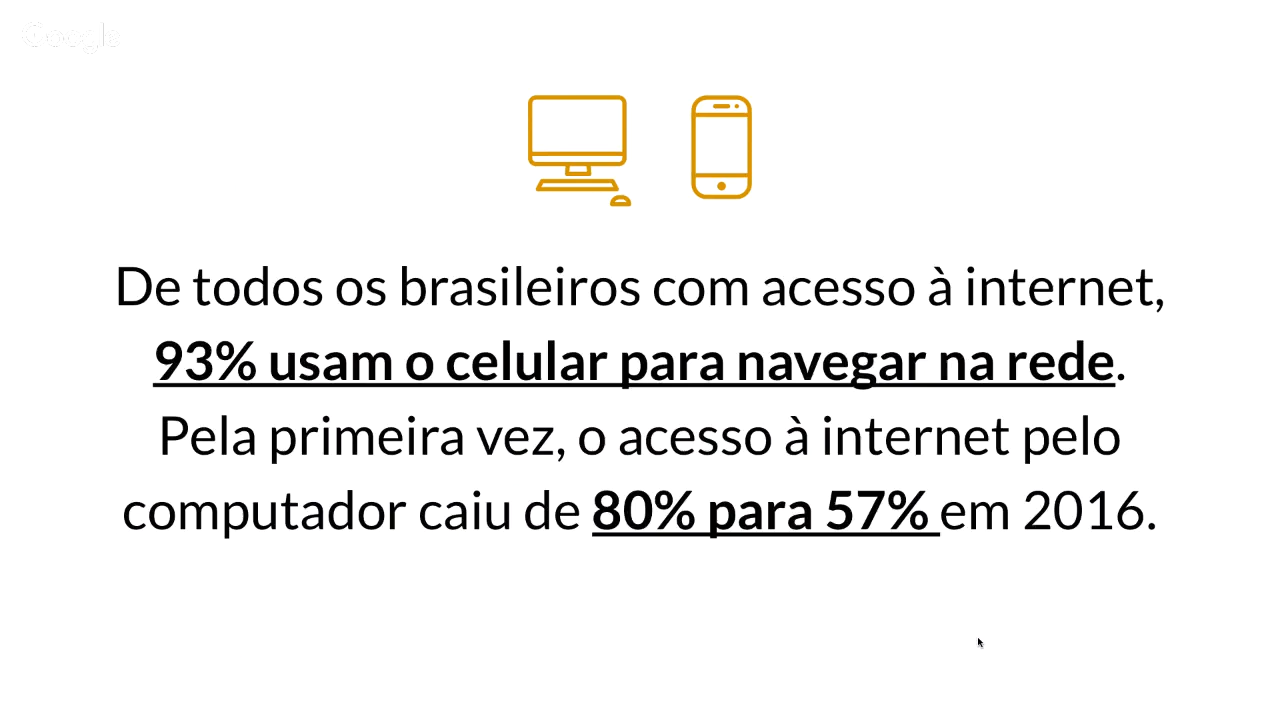 Google
De todos os brasileiros com acesso à internet,
93% usam o celular para navegar na rede.
Pela primeira vez, o acesso à internet pelo
computador caiu de 80% para 57% em 2016.